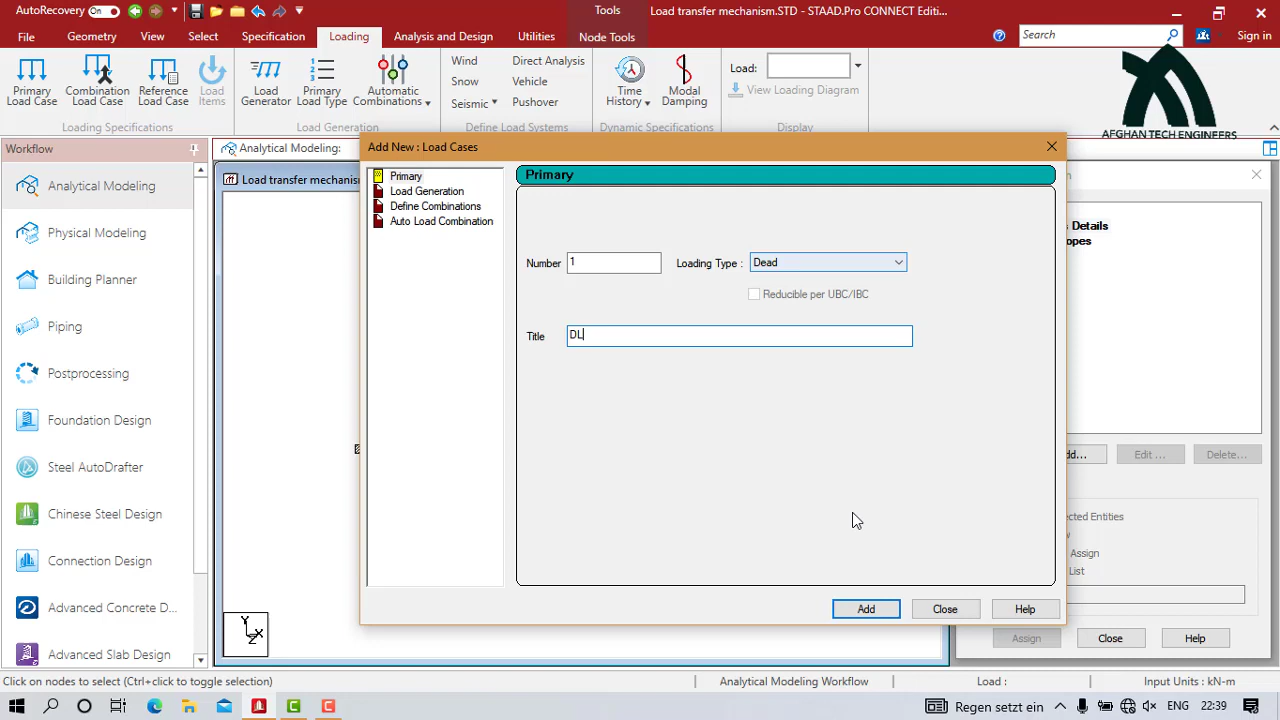 AutoRecovery On
Tools
Load transfer mechanism.STD - STAAD.Pro CONNECT Editi...
File Geometry View Select Specification Loading Analysis and Design Utilities Node Tools
Search
Sign in
Primary Load Case
Combination Load Case
Reference Load Case
Load Items
Load Generator
Primary Load Type
Automatic Combinations
Wind
Snow
Seismic
Direct Analysis
Vehicle
Pushover
Time History
Modal Damping
Load:
View Loading Diagram
Loading Specifications
Load Generation
Define Load Systems
Dynamic Specifications
Display
AFGHAN TECH ENGINEERS
Workflow
Analytical Modeling
Physical Modeling
Building Planner
Piping
Postprocessing
Foundation Design
Steel AutoDrafter
Chinese Steel Design
Connection Design
Advanced Concrete D...
Advanced Slab Design
Analytical Modeling:
Load transfer mechanism
Add New : Load Cases
Primary
Load Generation
Define Combinations
Auto Load Combination
Primary
Number 1
Loading Type : Dead
Reducible per UBC/IBC
Title DL
Add Close Help
s Details
opes
dd... Edit ... Delete...
ected Entities
Assign
List
Assign Close Help
Y
X
Z
Click on nodes to select (Ctrl+click to toggle selection)
Analytical Modeling Workflow
Load :
Input Units : kN-m
Regen setzt ein
ENG
22:39